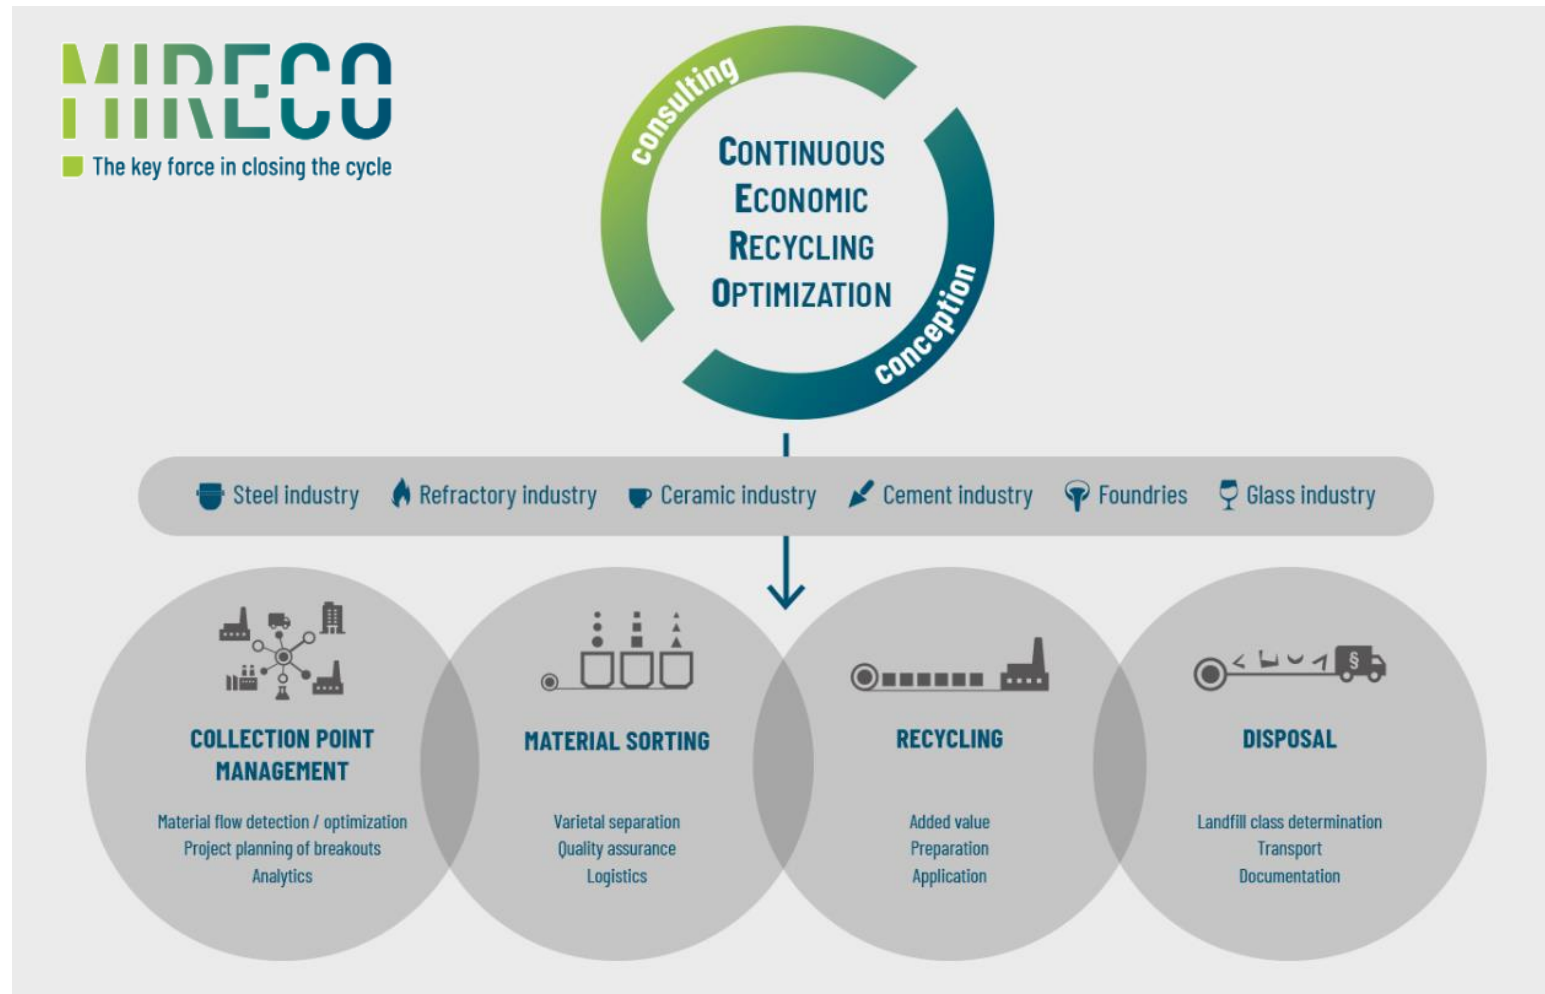 MIRECO
The key force in closing the cycle
consulting
CONTINUOUS
ECONOMIC
RECYCLING
OPTIMIZATION
conception
Steel industry
Refractory industry
Ceramic industry
Cement industry
Foundries
Glass industry
COLLECTION POINT
MANAGEMENT
Material flow detection / optimization
Project planning of breakouts
Analytics
MATERIAL SORTING
Varietal separation
Quality assurance
Logistics
RECYCLING
Added value
Preparation
Application
§
DISPOSAL
Landfill class determination
Transport
Documentation